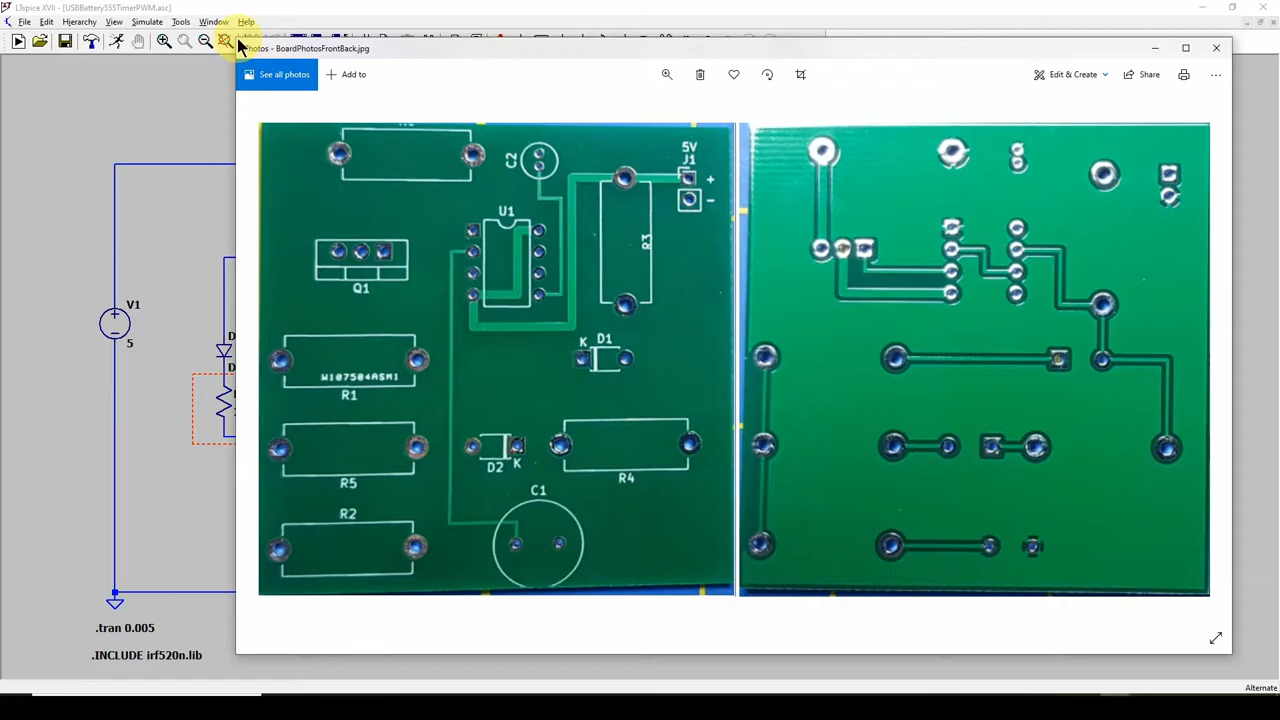 LTspice XVII - [USBBattery555TimerPWM.asc]
File Edit Hierarchy View Simulate Tools Window Help
Photos - BoardPhotosFrontBack.jpg
See all photos
Add to
Edit & Create
Share
5V
J1
+
-
C2
U1
R3
Q1
K D1
W107504ASM1
R1
D2 K
R4
R5
C1
R2
V1
5
D
D
.tran 0.005
.INCLUDE irf520n.lib
Alternate